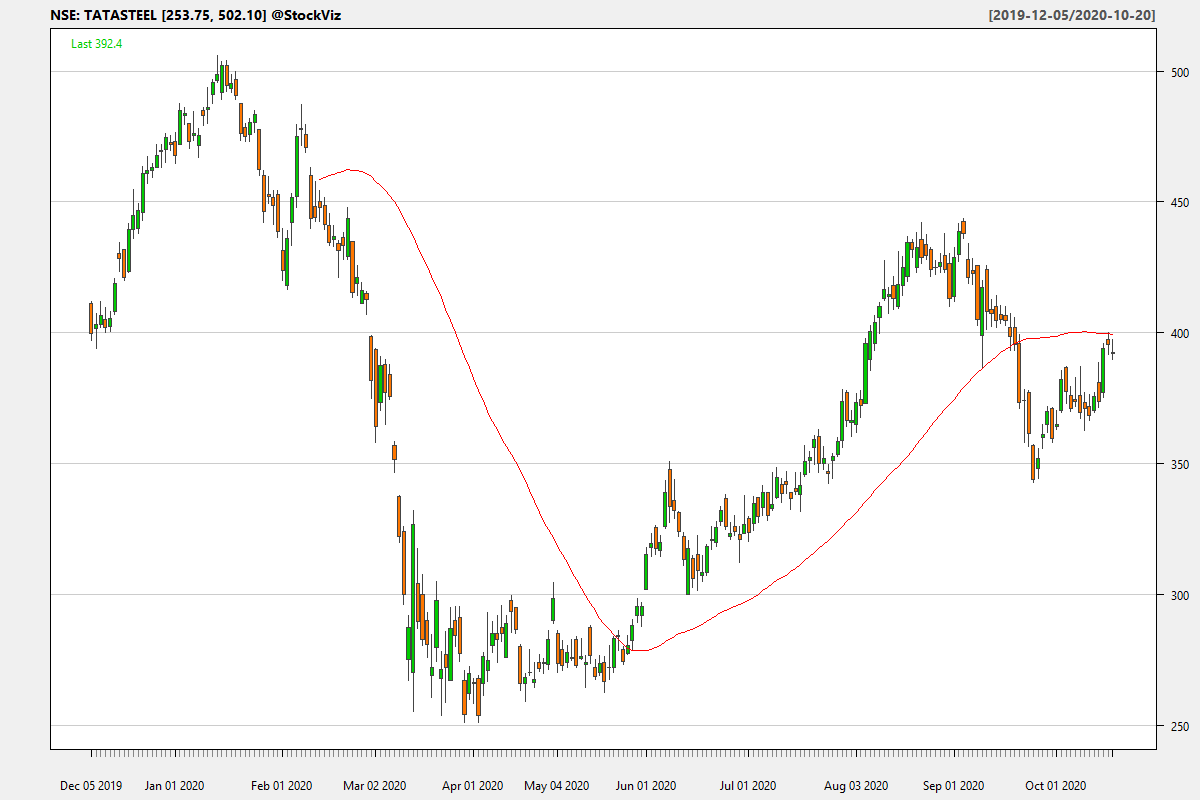 NSE: TATASTEEL [253.75, 502.10] @StockViz
[2019-12-05/2020-10-20]
Last 392.4
500
450
400
350
300
250
Dec 05 2019 Jan 01 2020 Feb 01 2020 Mar 02 2020 Apr 01 2020 May 04 2020 Jun 01 2020 Jul 01 2020 Aug 03 2020 Sep 01 2020 Oct 01 2020